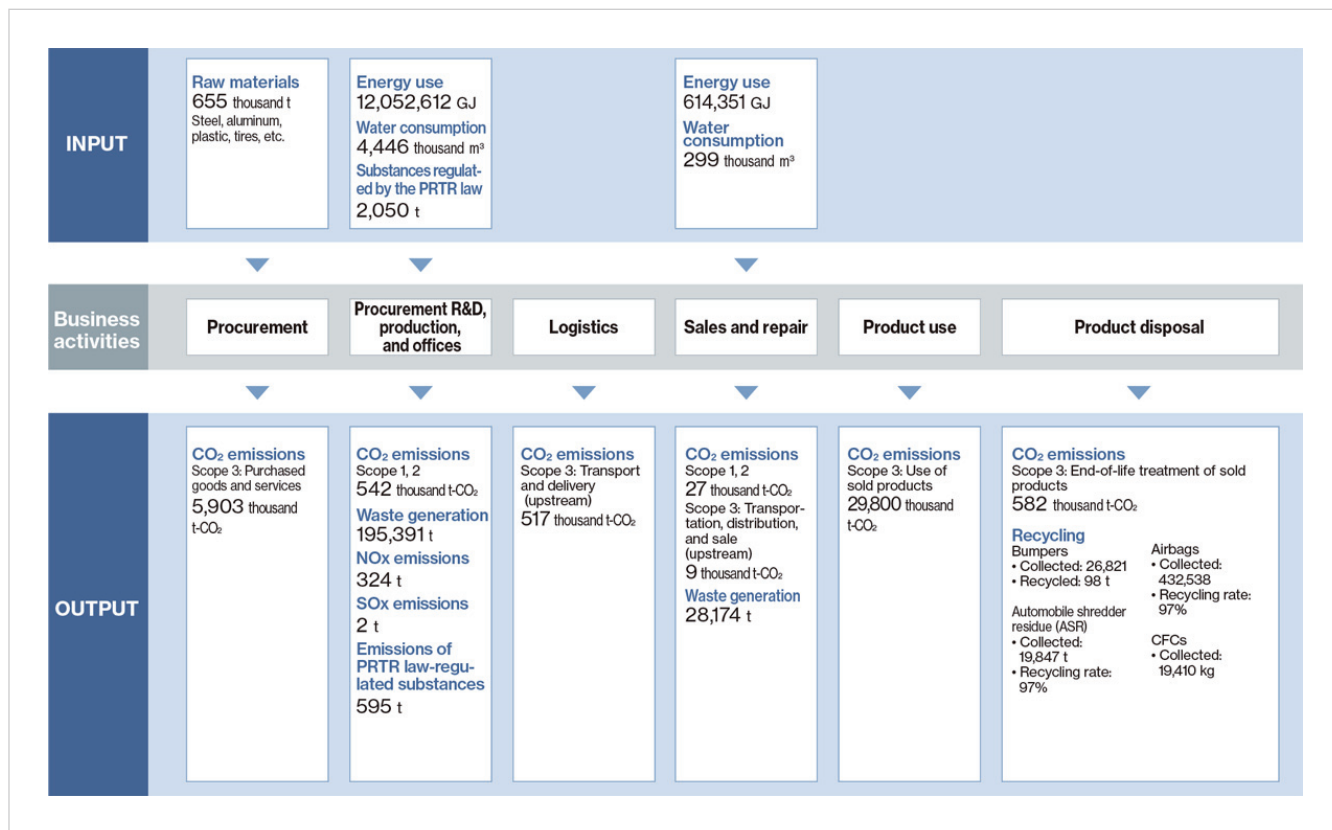 INPUT
Raw materials
655 thousand t
Steel, aluminum,
plastic, tires, etc.
Energy use
12,052,612 GJ
Water consumption
4,446 thousand m³
Substances regulat-
ed by the PRTR law
2,050 t
Energy use
614,351 GJ
Water
consumption
299 thousand m³
Business
activities
Procurement
Procurement R&D,
production,
and offices
Logistics
Sales and repair
Product use
Product disposal
OUTPUT
CO₂ emissions
Scope 3: Purchased
goods and services
5,903 thousand
t-CO₂
CO₂ emissions
Scope 1, 2
542 thousand t-CO₂
Waste generation
195,391 t
NOx emissions
324 t
SOx emissions
2 t
Emissions of
PRTR law-regu-
lated substances
595 t
CO₂ emissions
Scope 3: Transport
and delivery
(upstream)
517 thousand t-CO₂
CO₂ emissions
Scope 1, 2
27 thousand t-CO₂
Scope 3: Transpor-
tation, distribution,
and sale
(upstream)
9 thousand t-CO₂
Waste generation
28,174 t
CO₂ emissions
Scope 3: Use of
sold products
29,800 thousand
t-CO₂
CO₂ emissions
Scope 3: End-of-life treatment of sold
products
582 thousand t-CO₂
Recycling
Bumpers
• Collected: 26,821
• Recycled: 98 t
Automobile shredder
residue (ASR)
• Collected:
19,847 t
• Recycling rate:
97%
Airbags
• Collected:
432,538
• Recycling rate:
97%
CFCs
• Collected:
19,410 kg